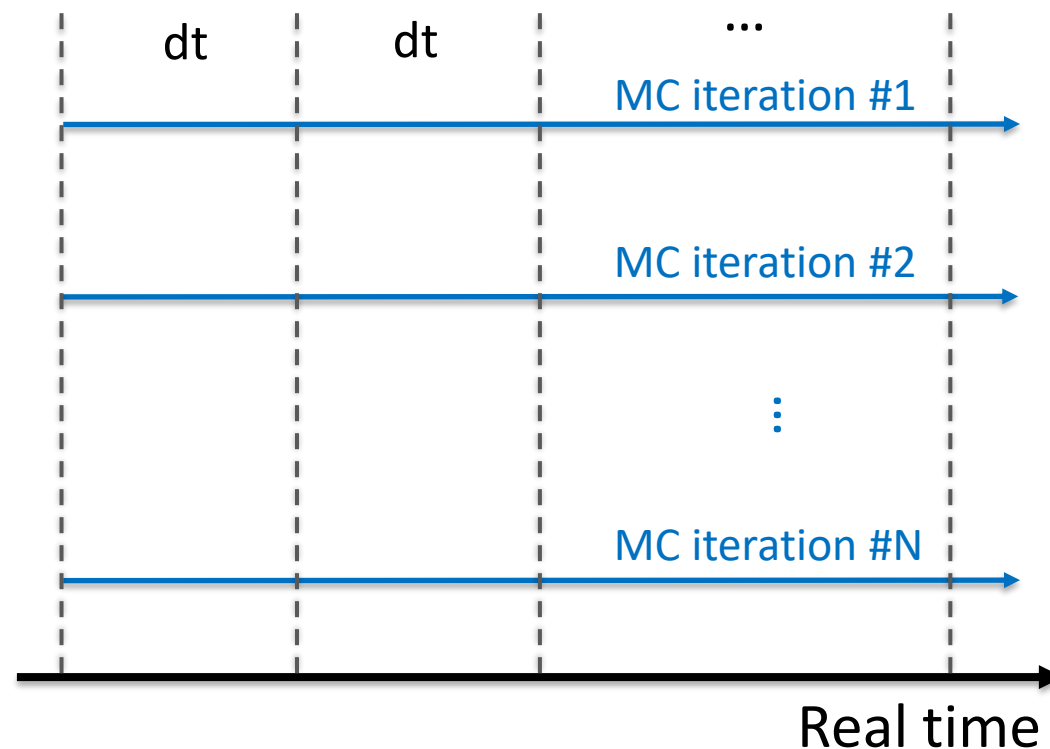 dt dt ...
MC iteration #1
MC iteration #2
⋮
MC iteration #N
Real time